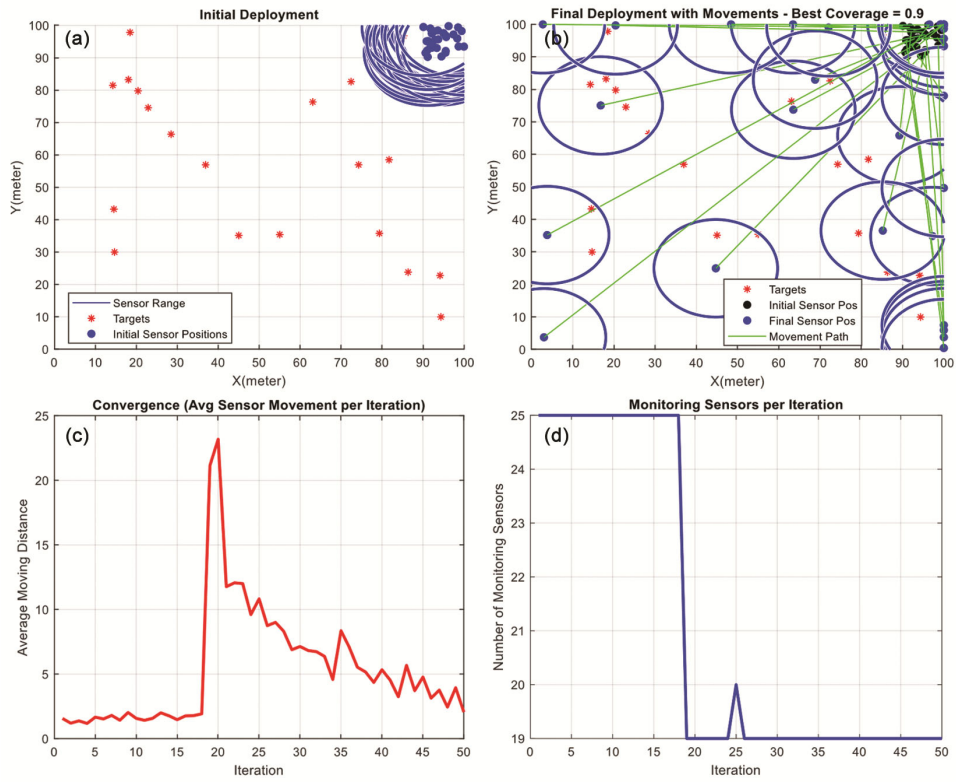 Initial Deployment
(a)
100
90
80
70
60
50
40
30
20
10
0
Y(meter)
Sensor Range
Targets
Initial Sensor Positions
0 10 20 30 40 50 60 70 80 90 100
X(meter)
Final Deployment with Movements - Best Coverage = 0.9
(b)
100
90
80
70
60
50
40
30
20
10
0
Y(meter)
Targets
Initial Sensor Pos
Final Sensor Pos
Movement Path
0 10 20 30 40 50 60 70 80 90 100
X(meter)
Convergence (Avg Sensor Movement per Iteration)
(c)
25
20
15
10
5
0
Average Moving Distance
0 5 10 15 20 25 30 35 40 45 50
Iteration
Monitoring Sensors per Iteration
(d)
25
24
23
22
21
20
19
Number of Monitoring Sensors
0 5 10 15 20 25 30 35 40 45 50
Iteration